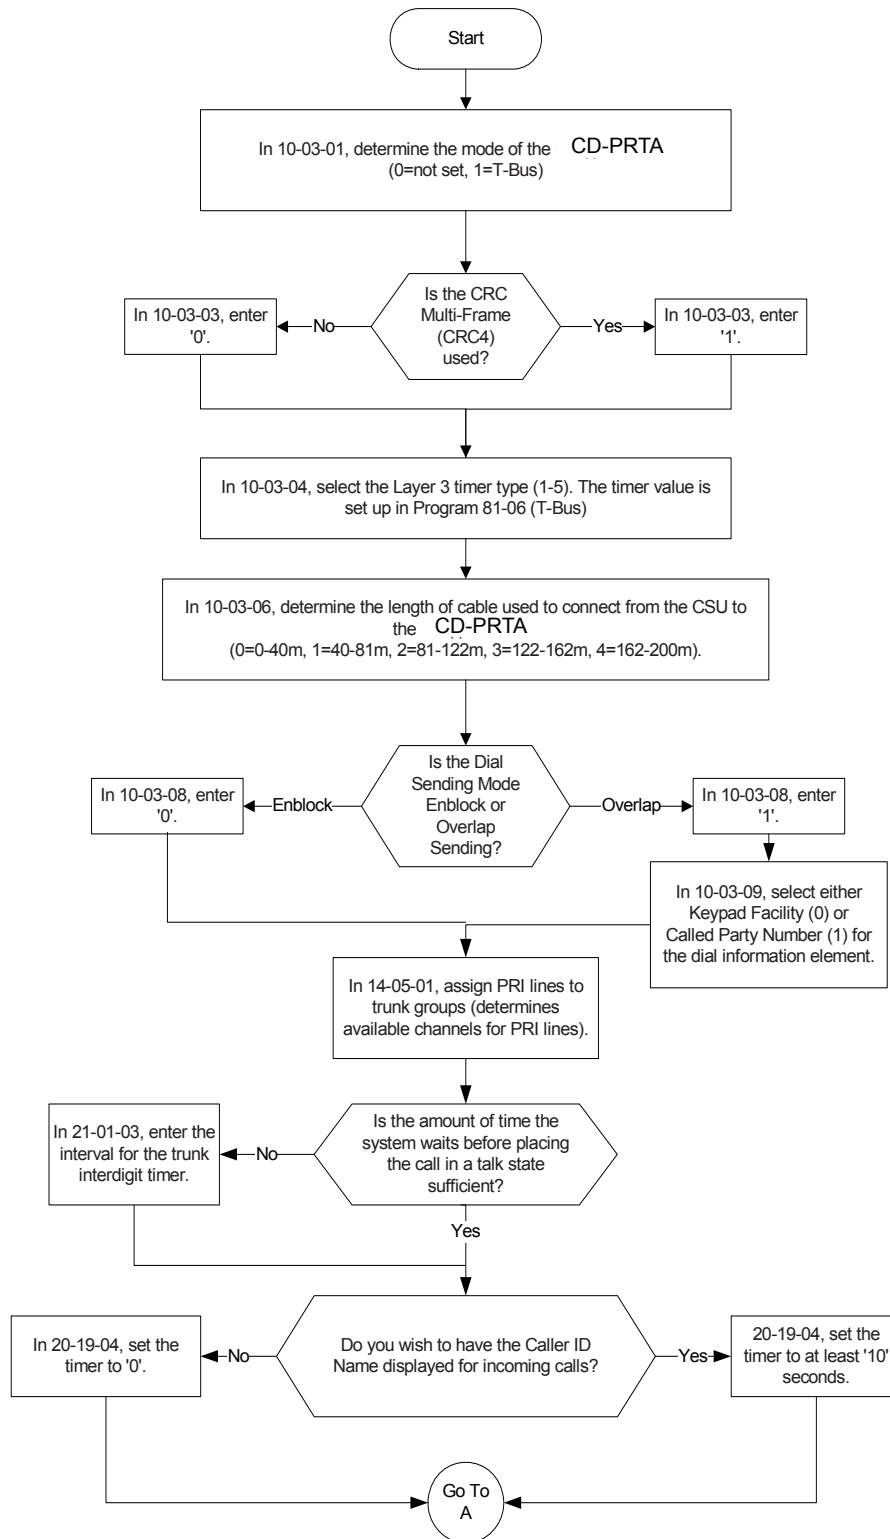 Start
In 10-03-01, determine the mode of the CD-PRTA
(0=not set, 1=T-Bus)
Is the CRC
Multi-Frame
(CRC4)
used?
No
Yes
In 10-03-03, enter
'0'.
In 10-03-03, enter
'1'.
In 10-03-04, select the Layer 3 timer type (1-5). The timer value is
set up in Program 81-06 (T-Bus)
In 10-03-06, determine the length of cable used to connect from the CSU to
the CD-PRTA
(0=0-40m, 1=40-81m, 2=81-122m, 3=122-162m, 4=162-200m).
Is the Dial
Sending Mode
Enblock or
Overlap
Sending?
Enblock
Overlap
In 10-03-08, enter
'0'.
In 10-03-08, enter
'1'.
In 10-03-09, select either
Keypad Facility (0) or
Called Party Number (1) for
the dial information element.
In 14-05-01, assign PRI lines to
trunk groups (determines
available channels for PRI lines).
Is the amount of time the
system waits before placing
the call in a talk state
sufficient?
No
In 21-01-03, enter the
interval for the trunk
interdigit timer.
Yes
Do you wish to have the Caller ID
Name displayed for incoming calls?
No
Yes
In 20-19-04, set the
timer to '0'.
20-19-04, set the
timer to at least '10'
seconds.
Go To
A